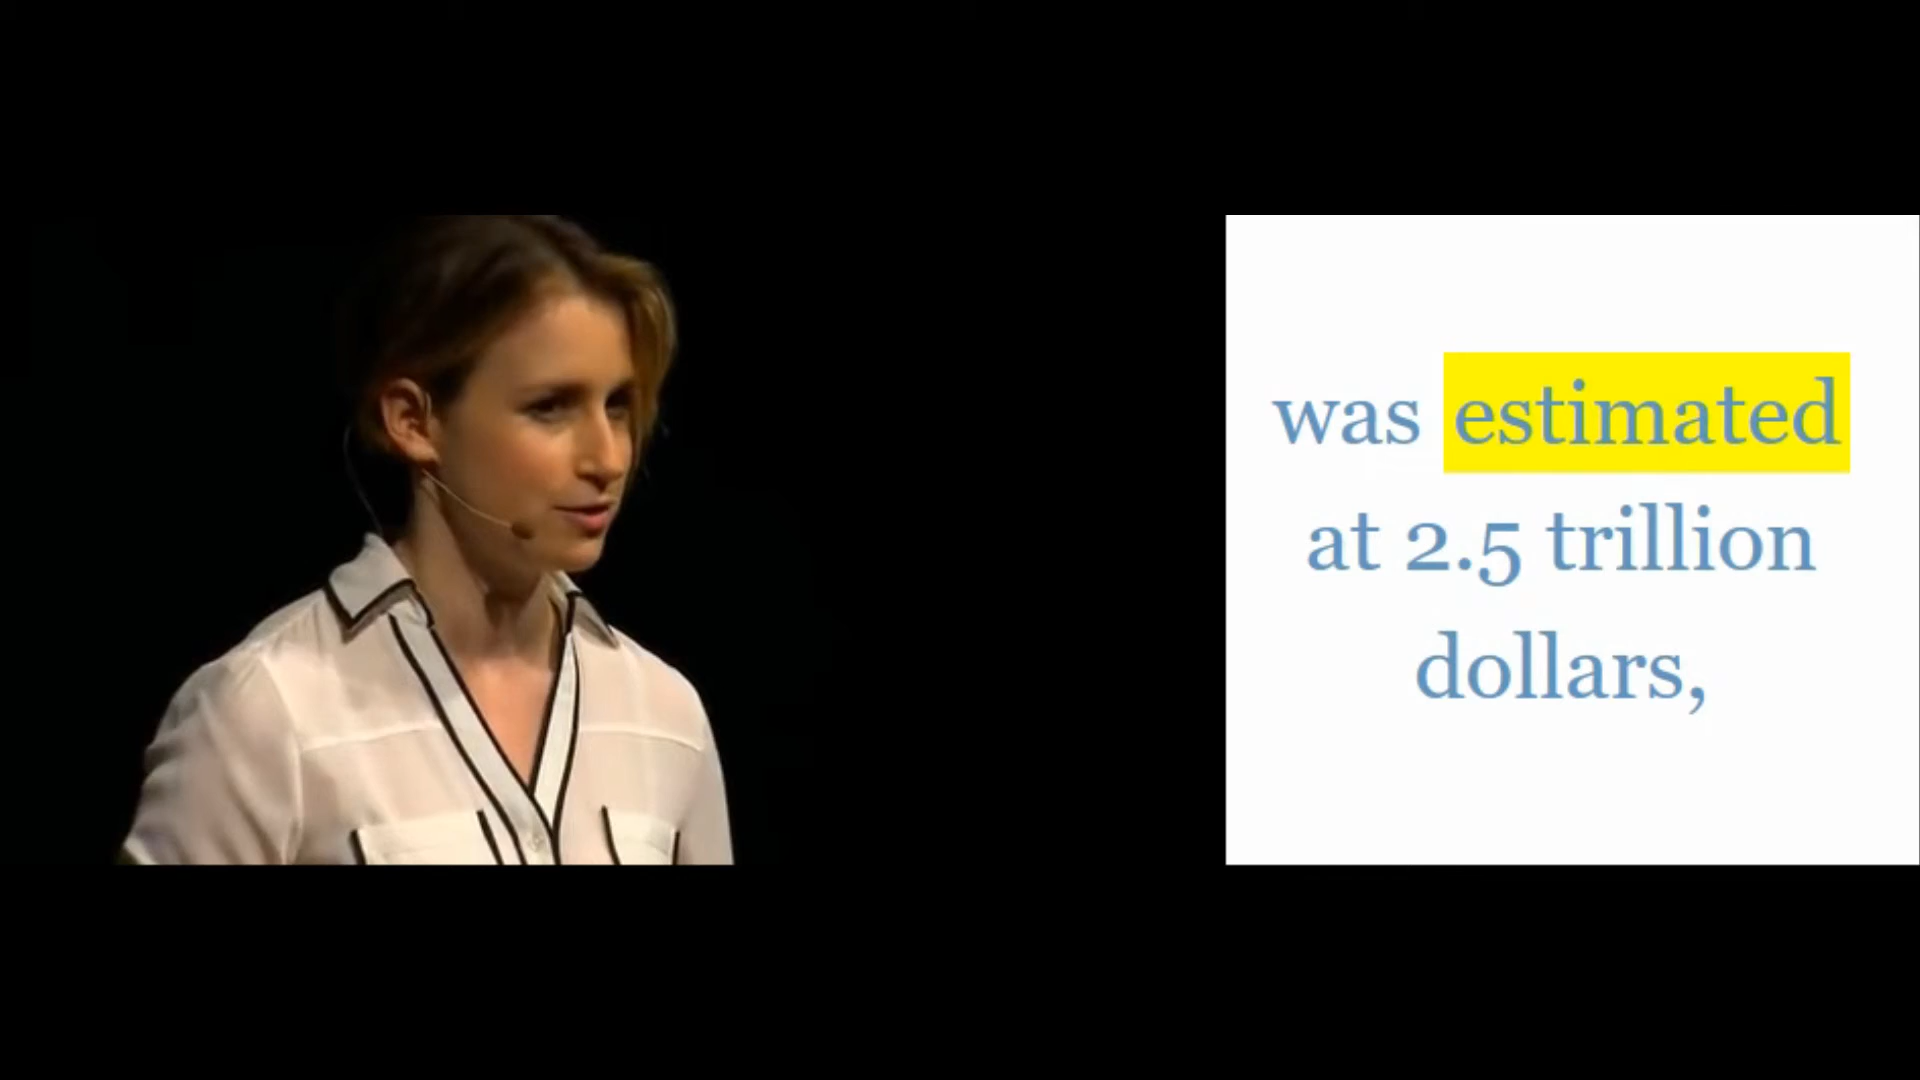 was estimated
at 2.5 trillion
dollars,